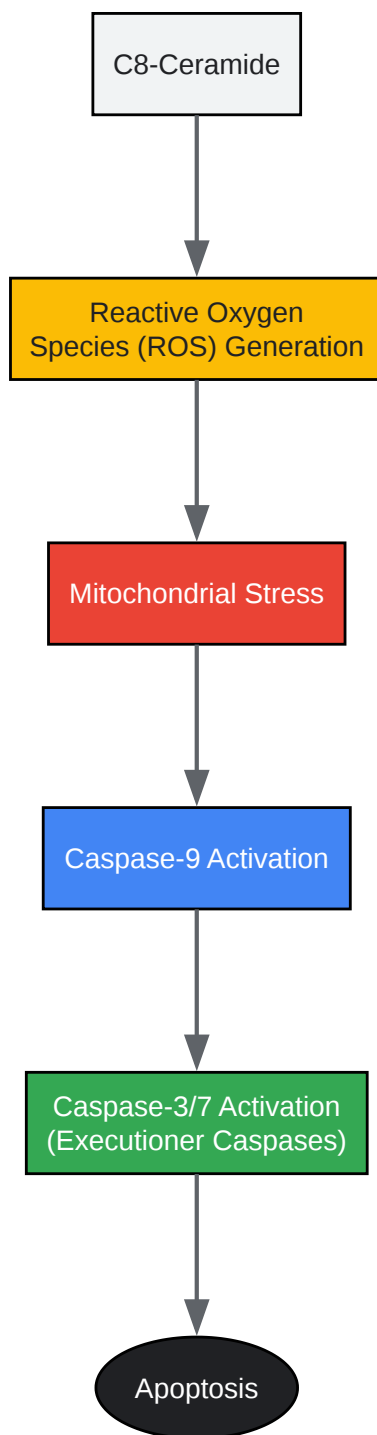 C8-Ceramide
Reactive Oxygen
Species (ROS) Generation
Mitochondrial Stress
Caspase-9 Activation
Caspase-3/7 Activation
(Executioner Caspases)
Apoptosis